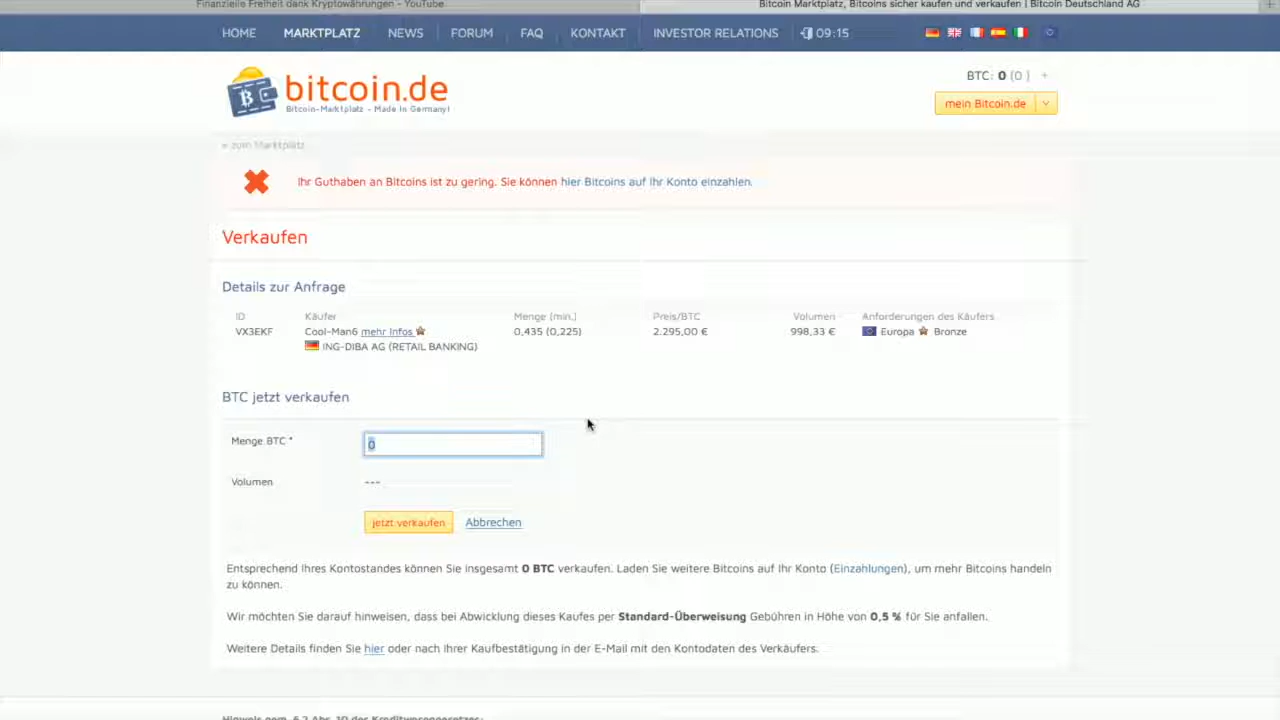 Finanzielle Freiheit dank Kryptowährungen - YouTube
Bitcoin Marktplatz, Bitcoins sicher kaufen und verkaufen | Bitcoin Deutschland AG
HOME MARKTPLATZ NEWS FORUM FAQ KONTAKT INVESTOR RELATIONS 09:15
bitcoin.de
Bitcoin-Marktplatz - Made in Germany!
BTC: 0 (0 ) +
mein Bitcoin.de
« zum Marktplatz
Ihr Guthaben an Bitcoins ist zu gering. Sie können hier Bitcoins auf Ihr Konto einzahlen.
Verkaufen
Details zur Anfrage
ID Käufer Menge (min.) Preis/BTC Volumen Anforderungen des Käufers
VX3EKF Cool-Man6 mehr Infos 0,435 (0,225) 2.295,00 € 998,33 € Europa Bronze
ING-DIBA AG (RETAIL BANKING)
BTC jetzt verkaufen
Menge BTC * 0
Volumen ---
jetzt verkaufen Abbrechen
Entsprechend Ihres Kontostandes können Sie insgesamt 0 BTC verkaufen. Laden Sie weitere Bitcoins auf Ihr Konto (Einzahlungen), um mehr Bitcoins handeln
zu können.
Wir möchten Sie darauf hinweisen, dass bei Abwicklung dieses Kaufes per Standard-Überweisung Gebühren in Höhe von 0,5 % für Sie anfallen.
Weitere Details finden Sie hier oder nach Ihrer Kaufbestätigung in der E-Mail mit den Kontodaten des Verkäufers.
Hinweis gem. § 2 Abs. 10 des Kreditwesengesetzes: